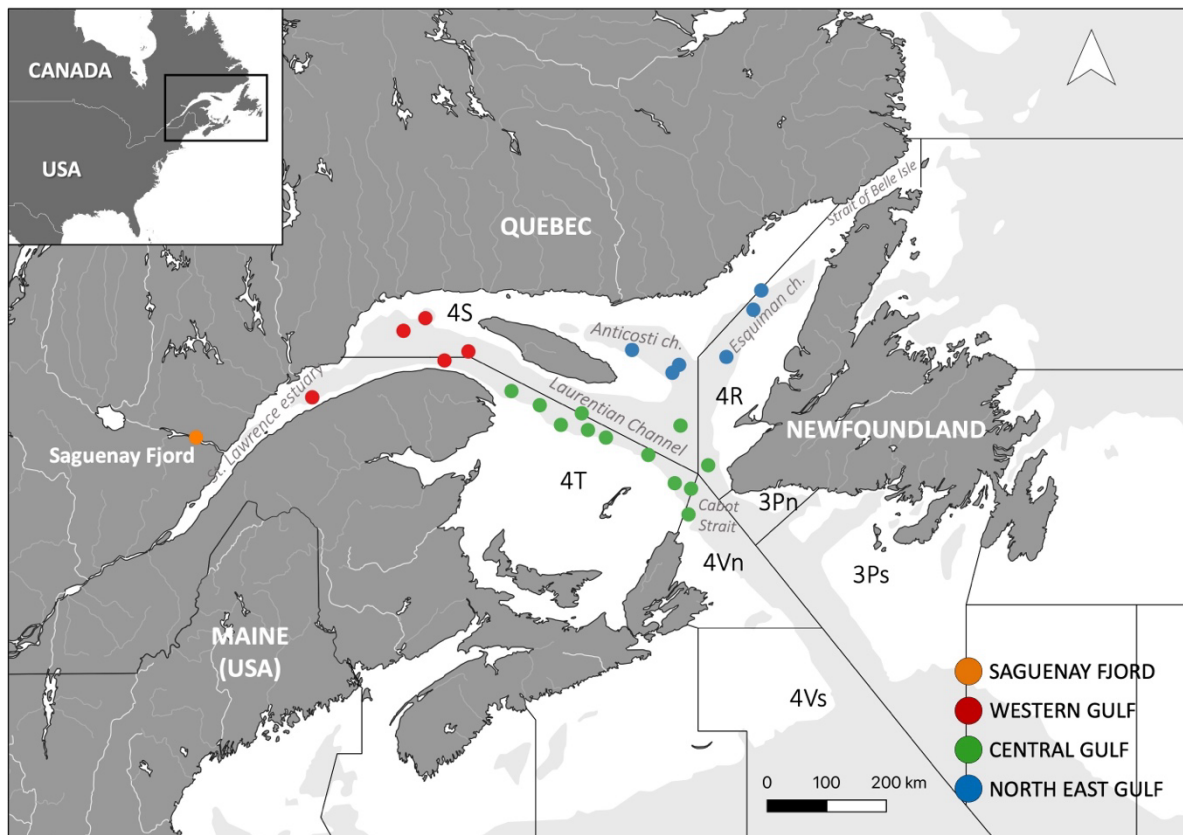 CANADA
USA
QUEBEC
Strait of Belle Isle
4S
Anticosti ch.
Esquiman ch.
St. Lawrence estuary
Laurentian Channel
4R
Saguenay Fjord
NEWFOUNDLAND
4T
3Pn
Cabot
Strait
4Vn
3Ps
MAINE
(USA)
4Vs
SAGUENAY FJORD
WESTERN GULF
CENTRAL GULF
NORTH EAST GULF
0 100 200 km